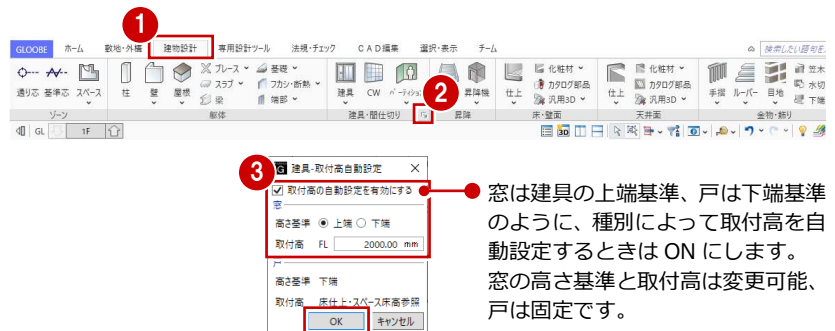 1
GLOOBE ホーム 敷地・外構 建物設計 専用設計ツール 法規・チェック CAD編集 選択・表示 チーム 検索したい語句を
通り芯 基準芯 スペース 柱 壁 屋根 ブレース 基礎 スラブ フカシ・断熱 梁 端部 建具 CW 昇降機 仕上 化粧材 カタログ部品 汎用3D 仕上 化粧材 カタログ部品 汎用3D 手摺 ルーバー 目地 笠木 水切 下端
2
ゾーン 躯体 建具・間仕切り 昇降 床・壁面 天井面 金物・飾り
GL 1F
3
建具-取付高自動設定
取付高の自動設定を有効にする
窓
高さ基準 上端 下端
取付高 FL 2000.00 mm
戸
高さ基準 下端
取付高 床仕上・スペース床高参照
OK キャンセル
窓は建具の上端基準、戸は下端基準
のように、種別によって取付高を自
動設定するときは ON にします。
窓の高さ基準と取付高は変更可能、
戸は固定です。